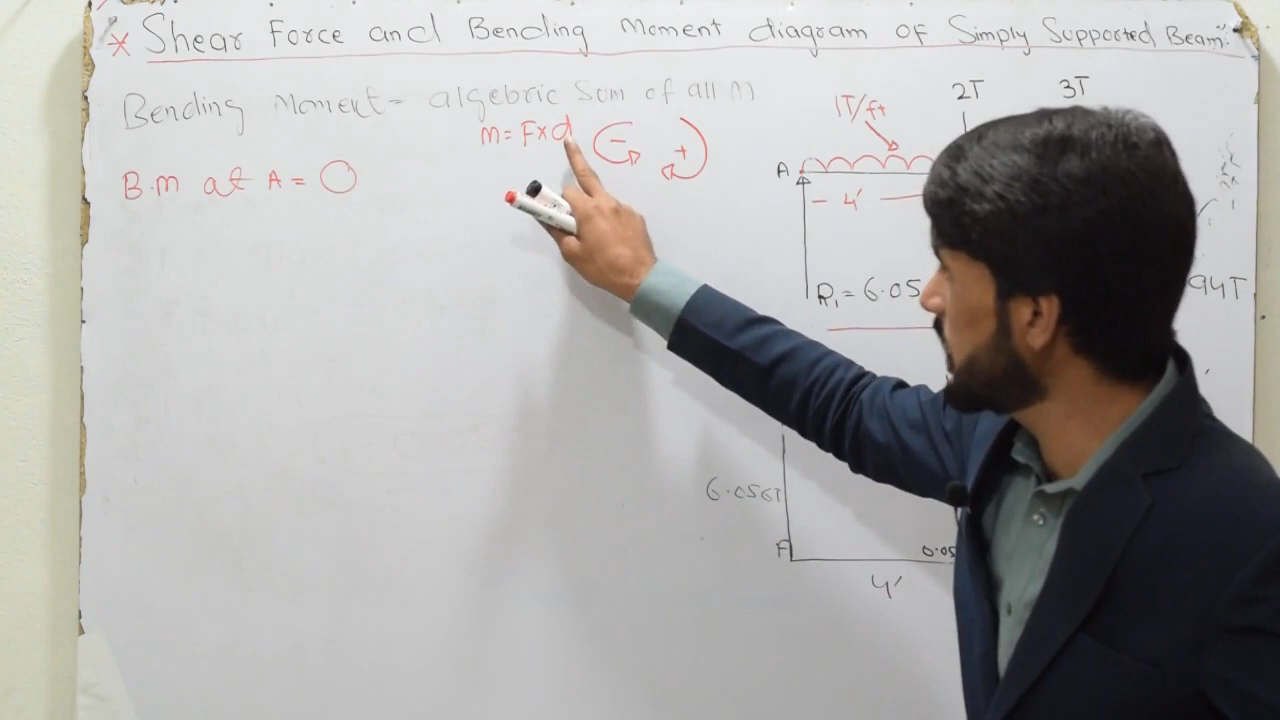 * Shear Force and Bending Moment diagram of Simply Supported Beam:-
Bending Moment = algebric Sum of all M
M = F×d - +
B.M at A = 0
2T 3T
1T/ft
A
4'
R₁ = 6.05
94T
6.056T
F
0.05
4'